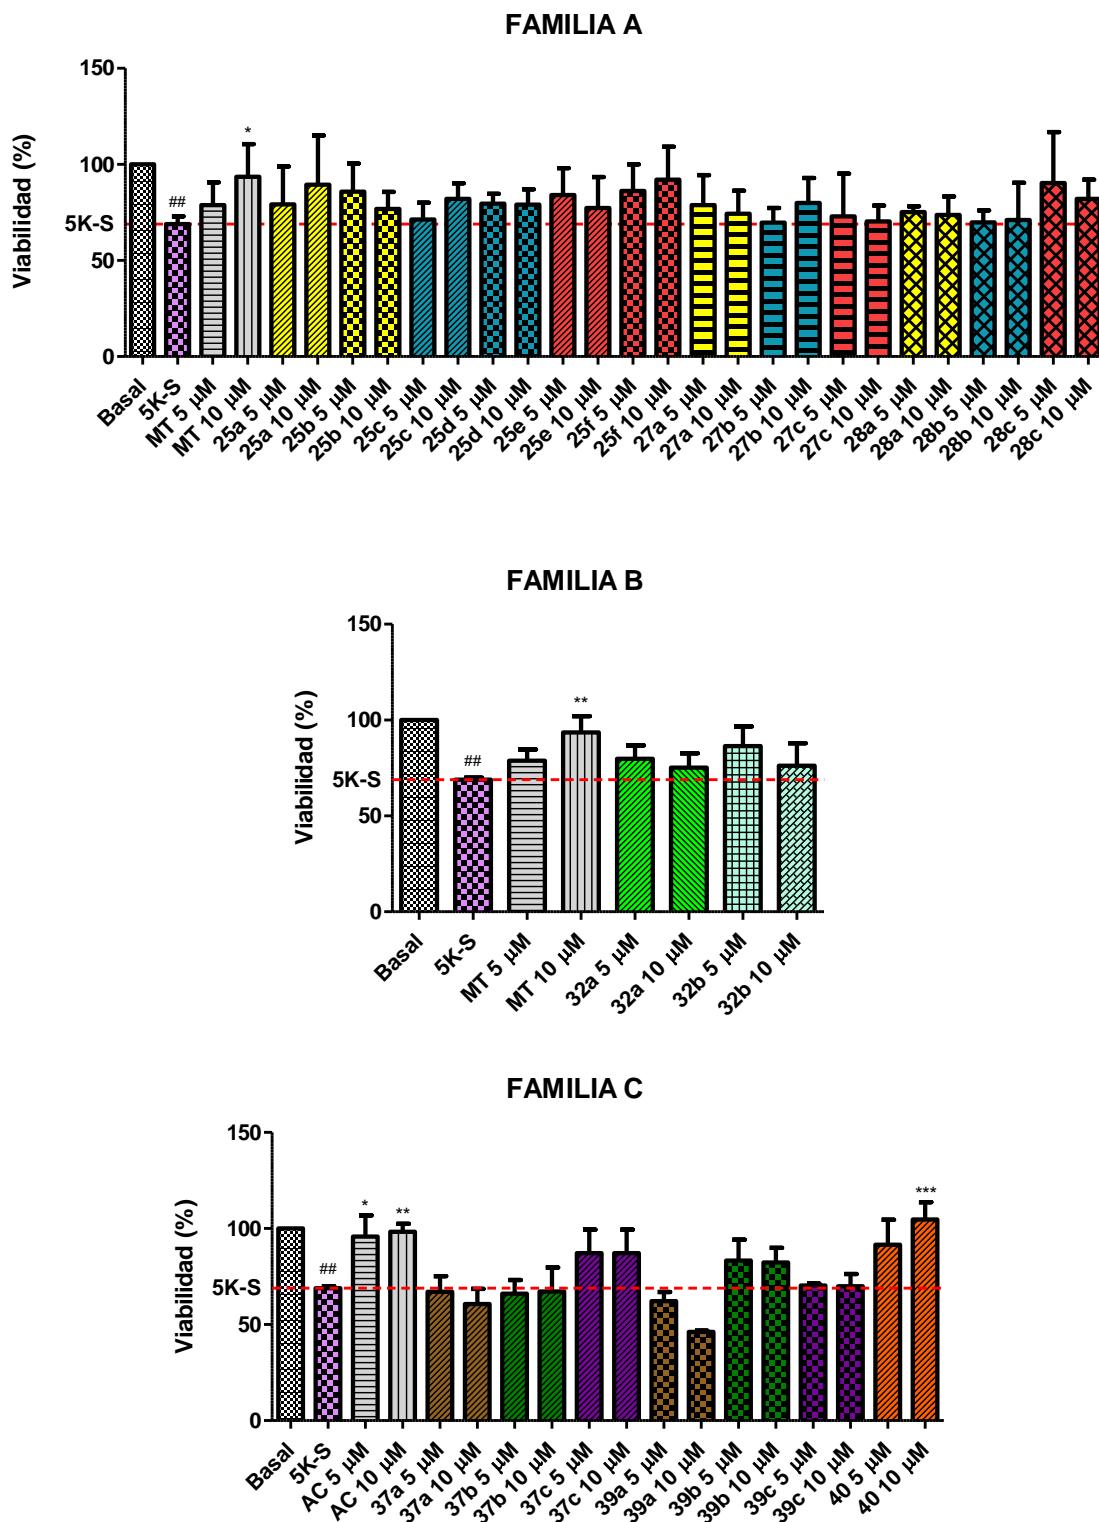 FAMILIA A
Viabilidad (%)
150
100
5K-S
50
0
##
*
Basal
5K-S
MT 5 µM
MT 10 µM
25a 5 µM
25a 10 µM
25b 5 µM
25b 10 µM
25c 5 µM
25c 10 µM
25d 5 µM
25d 10 µM
25e 5 µM
25e 10 µM
25f 5 µM
25f 10 µM
27a 5 µM
27a 10 µM
27b 5 µM
27b 10 µM
27c 5 µM
27c 10 µM
28a 5 µM
28a 10 µM
28b 5 µM
28b 10 µM
28c 5 µM
28c 10 µM
FAMILIA B
Viabilidad (%)
150
100
5K-S
50
0
##
**
Basal
5K-S
MT 5 µM
MT 10 µM
32a 5 µM
32a 10 µM
32b 5 µM
32b 10 µM
FAMILIA C
Viabilidad (%)
150
100
5K-S
50
0
##
*
**
***
Basal
5K-S
AC 5 µM
AC 10 µM
37a 5 µM
37a 10 µM
37b 5 µM
37b 10 µM
37c 5 µM
37c 10 µM
39a 5 µM
39a 10 µM
39b 5 µM
39b 10 µM
39c 5 µM
39c 10 µM
40 5 µM
40 10 µM